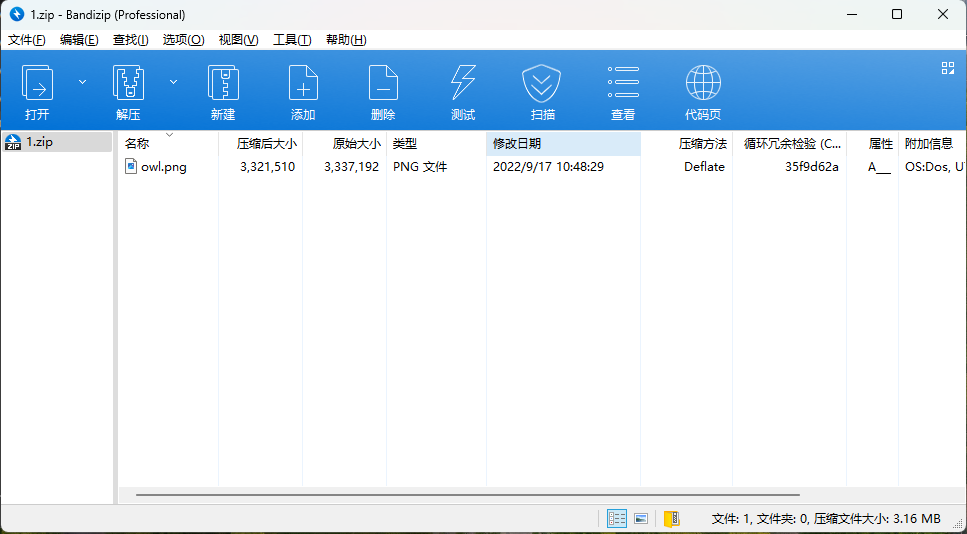 1.zip - Bandizip (Professional)
文件(F) 编辑(E) 查找(I) 选项(O) 视图(V) 工具(T) 帮助(H)
打开 解压 新建 添加 删除 测试 扫描 查看 代码页
ZIP 1.zip
名称 压缩后大小 原始大小 类型 修改日期 压缩方法 循环冗余检验 (C... 属性 附加信息
owl.png 3,321,510 3,337,192 PNG 文件 2022/9/17 10:48:29 Deflate 35f9d62a A__ OS:Dos, U
文件: 1, 文件夹: 0, 压缩文件大小: 3.16 MB